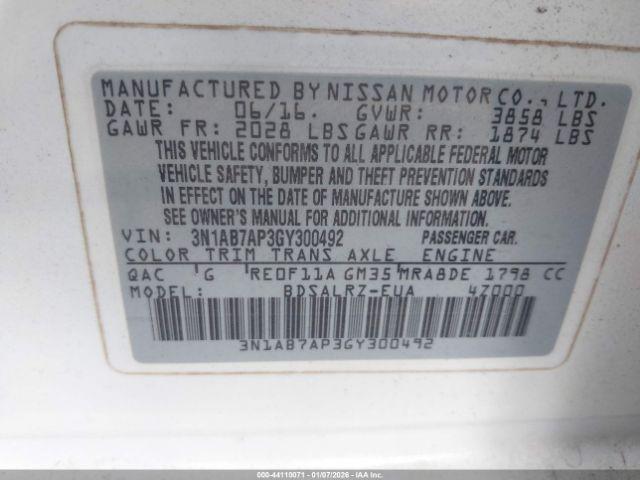 MANUFACTURED BY NISSAN MOTOR CO., LTD.
DATE: 06/16. GVWR: 3858 LBS
GAWR FR: 2028 LBS GAWR RR: 1874 LBS
THIS VEHICLE CONFORMS TO ALL APPLICABLE FEDERAL MOTOR
VEHICLE SAFETY, BUMPER AND THEFT PREVENTION STANDARDS
IN EFFECT ON THE DATE OF MANUFACTURE SHOWN ABOVE.
SEE OWNER'S MANUAL FOR ADDITIONAL INFORMATION.
VIN: 3N1AB7AP3GY300492 PASSENGER CAR.
COLOR TRIM TRANS AXLE ENGINE
QAC G RE0F11A GM35 MRA8DE 1798 CC
MODEL: BDSALRZ-EUA 4Z000
3N1AB7AP3GY300492
000-44110071 - 01/07/2026 - IAA Inc.